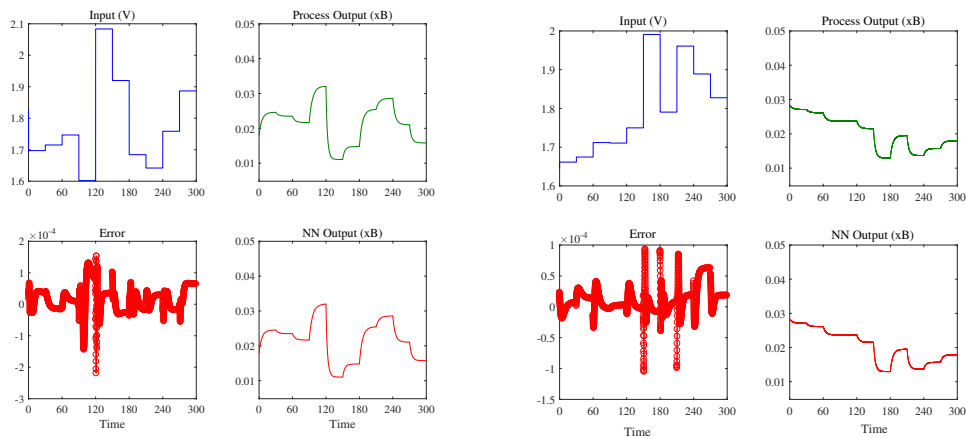 Input (V)
2.1
2
1.9
1.8
1.7
1.6
0 60 120 180 240 300
Process Output (xB)
0.05
0.04
0.03
0.02
0.01
0 60 120 180 240 300
Input (V)
2
1.9
1.8
1.7
1.6
0 60 120 180 240 300
Process Output (xB)
0.05
0.04
0.03
0.02
0.01
0 60 120 180 240 300
Error
×10⁻⁴
2
1
0
-1
-2
-3
0 60 120 180 240 300
Time
NN Output (xB)
0.05
0.04
0.03
0.02
0.01
0 60 120 180 240 300
Time
Error
×10⁻⁴
1
0.5
0
-0.5
-1
-1.5
0 60 120 180 240 300
Time
NN Output (xB)
0.05
0.04
0.03
0.02
0.01
0 60 120 180 240 300
Time